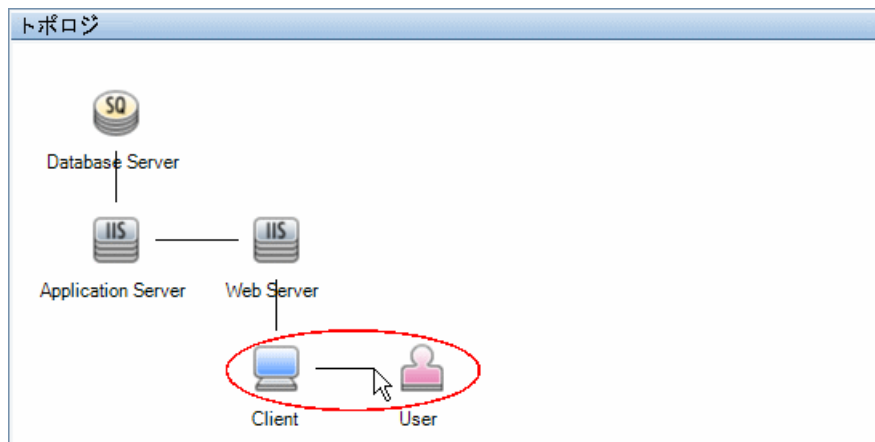 トポロジ
SQ
Database Server
IIS
IIS
Application Server
Web Server
Client
User